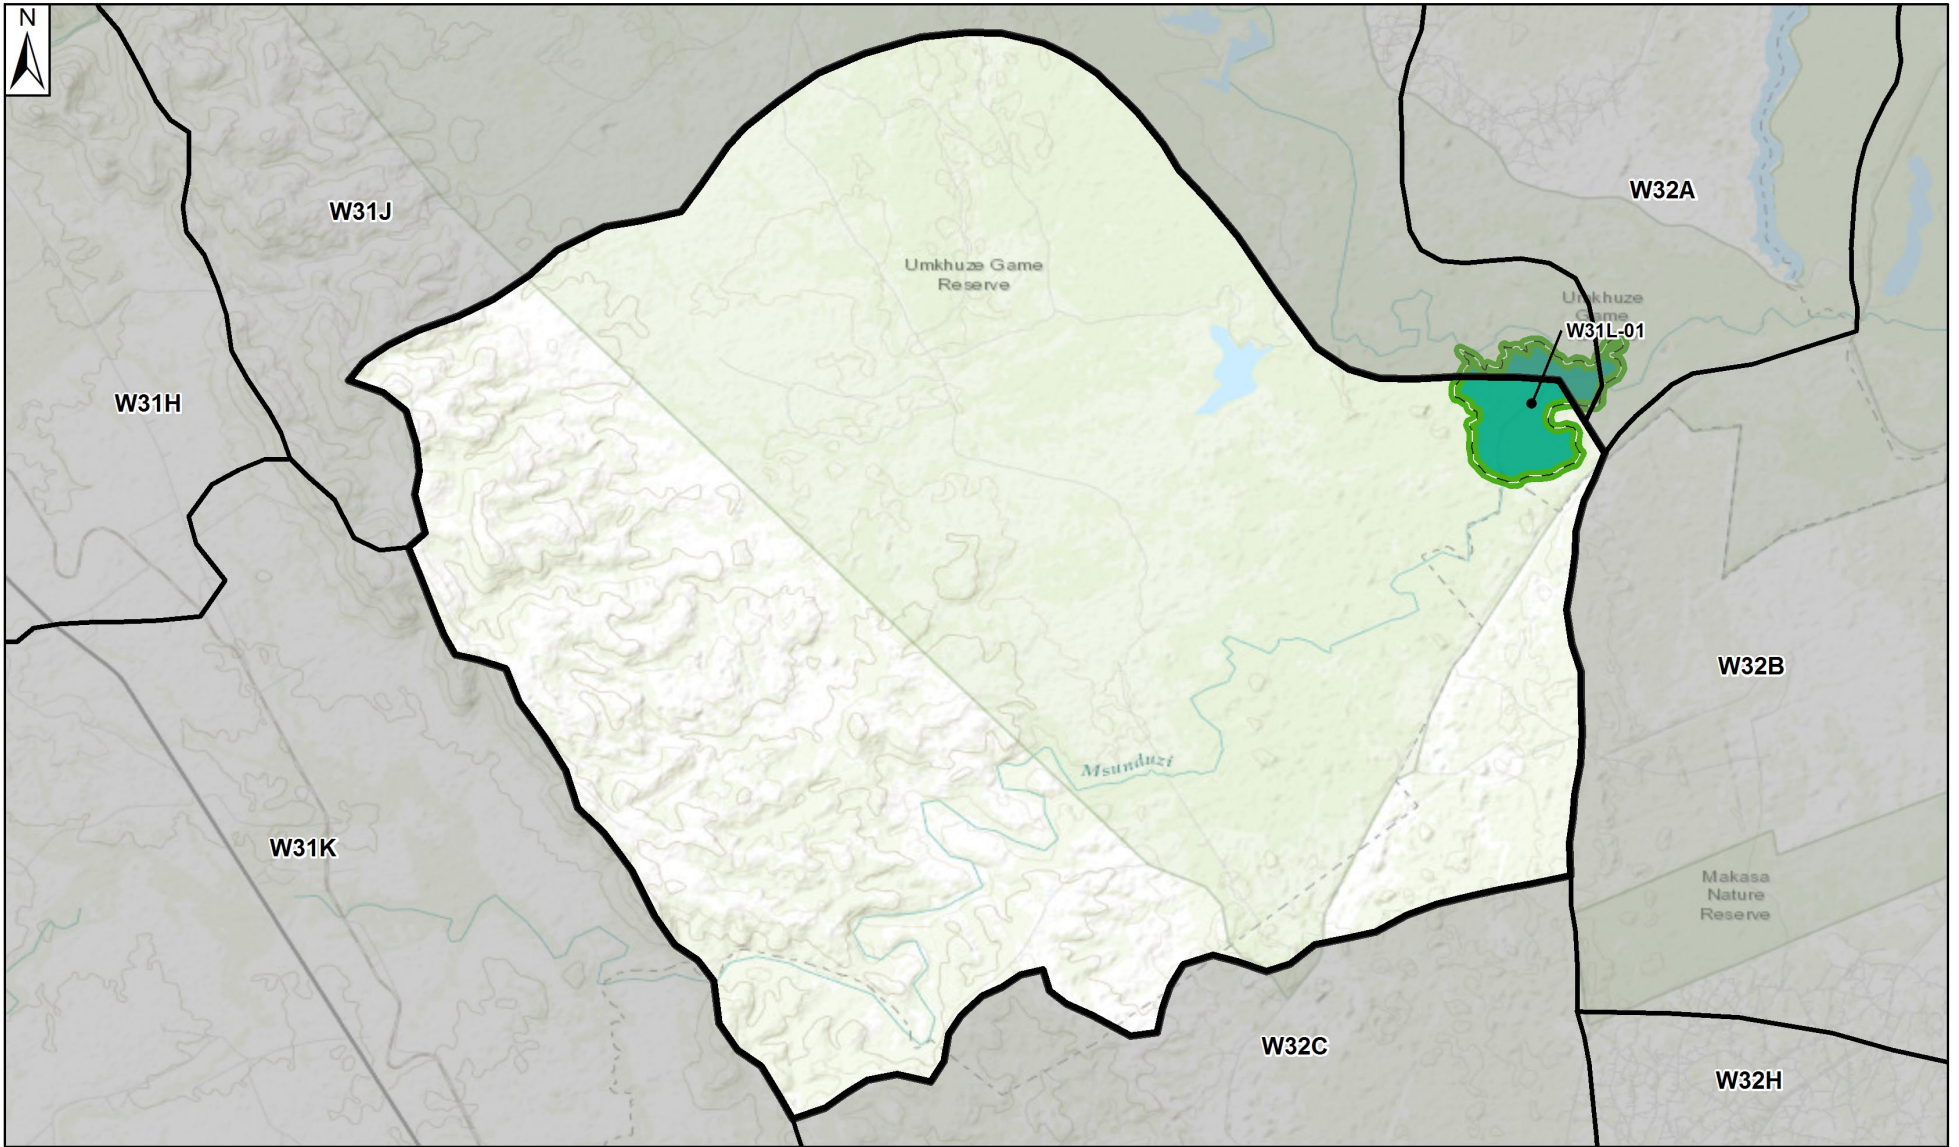 N
W32A
W31J
Umkhuze Game
Reserve
Umkhuze
Game
W31L-01
W31H
W32B
Msunduzi
W31K
Makasa
Nature
Reserve
W32C
W32H